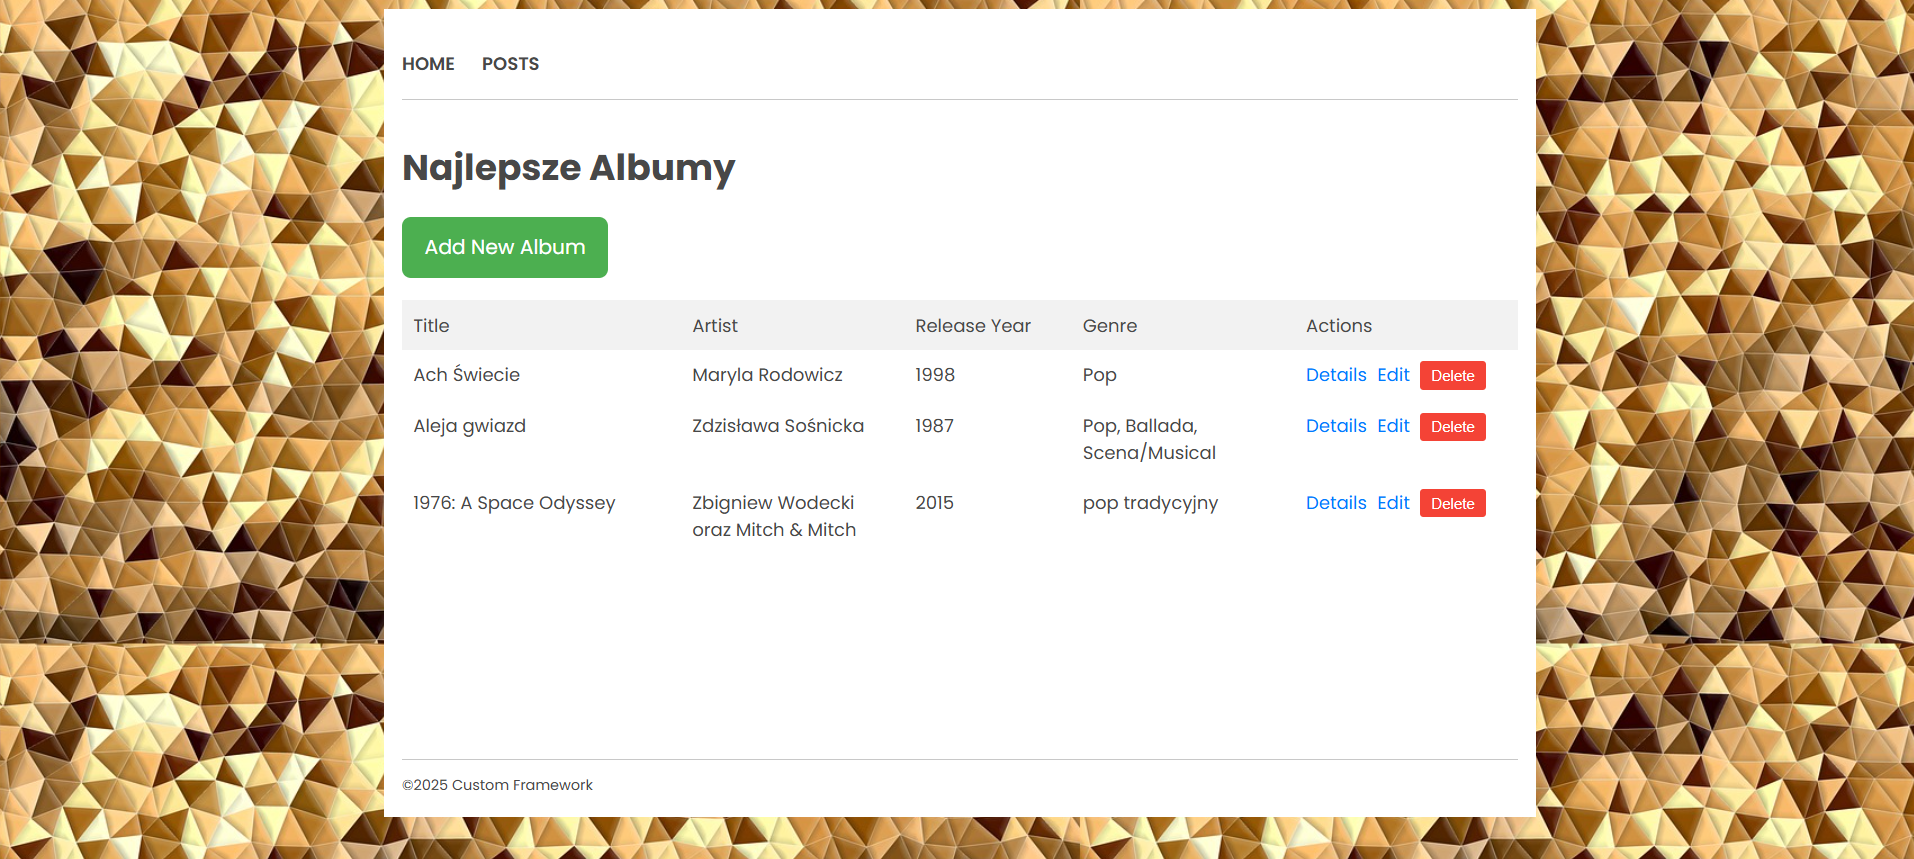 HOME POSTS
Najlepsze Albumy
Add New Album
Title Artist Release Year Genre Actions
Ach Świecie Maryla Rodowicz 1998 Pop Details Edit Delete
Aleja gwiazd Zdzisława Sośnicka 1987 Pop, Ballada, Details Edit Delete
Scena/Musical
1976: A Space Odyssey Zbigniew Wodecki 2015 pop tradycyjny Details Edit Delete
oraz Mitch & Mitch
©2025 Custom Framework